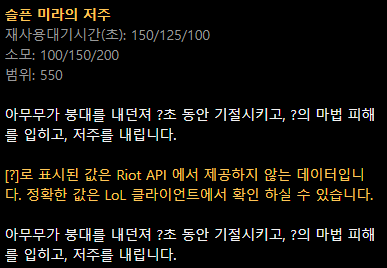 슬픈 미라의 저주
재사용대기시간(초): 150/125/100
소모: 100/150/200
범위: 550
아무무가 붕대를 내던져 ?초 동안 기절시키고, ?의 마법 피해
를 입히고, 저주를 내립니다.
[?]로 표시된 값은 Riot API 에서 제공하지 않는 데이터입니
다. 정확한 값은 LoL 클라이언트에서 확인 하실 수 있습니다.
아무무가 붕대를 내던져 ?초 동안 기절시키고, ?의 마법 피해
를 입히고, 저주를 내립니다.